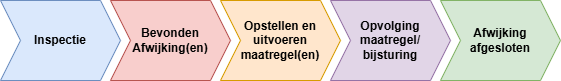 Inspectie
Bevonden
Afwijking(en)
Opstellen en
uitvoeren
maatregel(en)
Opvolging
maatregel/
bijsturing
Afwijking
afgesloten